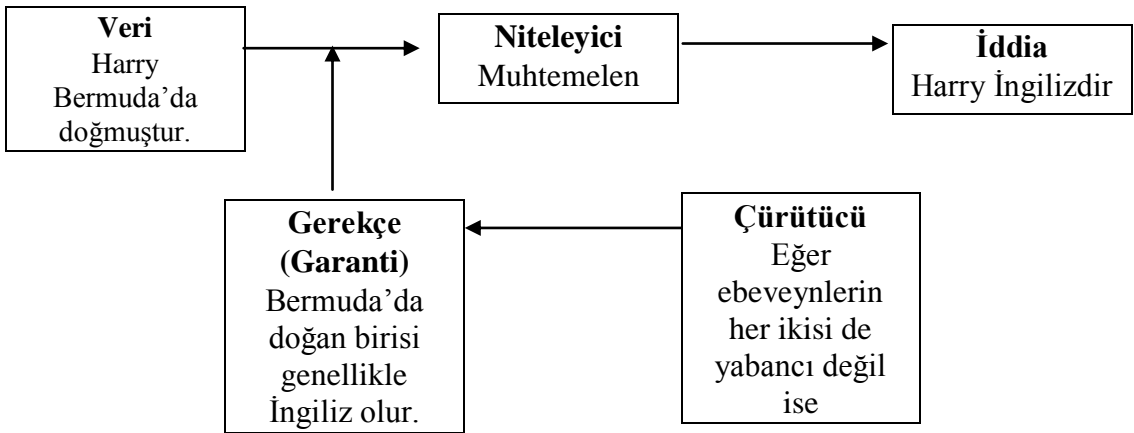 Veri
Harry
Bermuda’da
doğmuştur.
Niteleyici
Muhtemelen
İddia
Harry İngilizdir
Gerekçe
(Garanti)
Bermuda’da
doğan birisi
genellikle
İngiliz olur.
Çürütücü
Eğer
ebeveynlerin
her ikisi de
yabancı değil
ise